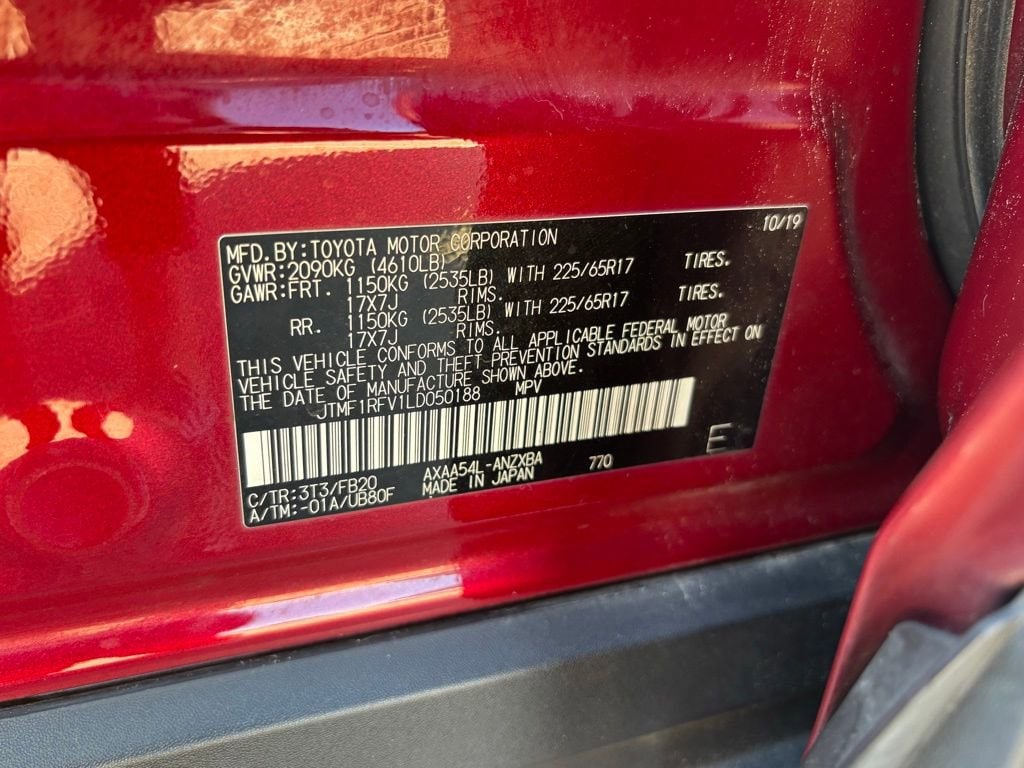 MFD. BY: TOYOTA MOTOR CORPORATION 10/19
GVWR: 2090KG (4610LB)
GAWR: FRT. 1150KG (2535LB) WITH 225/65R17 TIRES.
17X7J RIMS.
RR. 1150KG (2535LB) WITH 225/65R17 TIRES.
17X7J RIMS.
THIS VEHICLE CONFORMS TO ALL APPLICABLE FEDERAL MOTOR
VEHICLE SAFETY AND THEFT PREVENTION STANDARDS IN EFFECT ON
THE DATE OF MANUFACTURE SHOWN ABOVE.
JTMF1RFV1LD050188 MPV
E
C/TR: 3T3/FB20 AXAA54L-ANZXBA 770
A/TM: -01A/UB80F MADE IN JAPAN